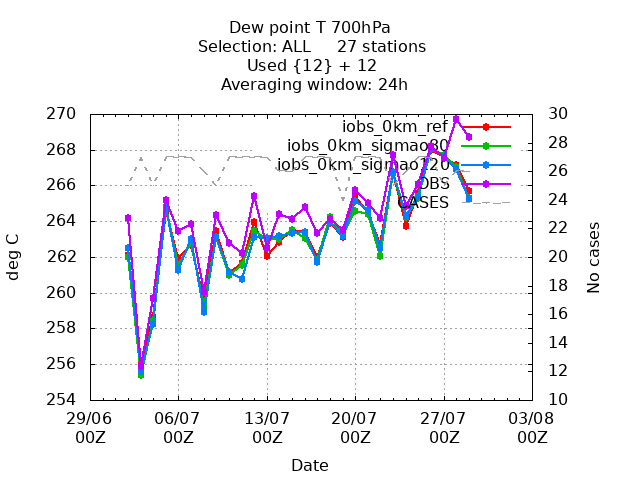 Dew point T 700hPa
Selection: ALL 27 stations
Used {12} + 12
Averaging window: 24h
270
268
266
264
262
260
258
256
254
deg C
30
28
26
24
22
20
18
16
14
12
10
No cases
iobs_0km_ref
iobs_0km_sigmao80
iobs_0km_sigmao120
OBS
CASES
29/06 06/07 13/07 20/07 27/07 03/08
00Z 00Z 00Z 00Z 00Z 00Z
Date